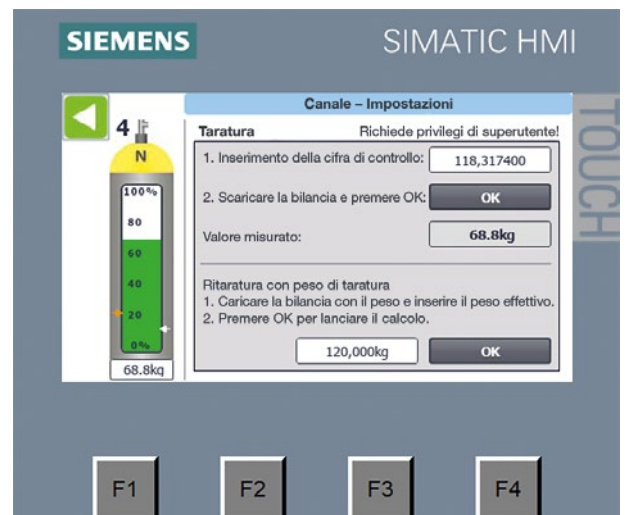 SIEMENS
SIMATIC HMI
TOUCH
Canale – Impostazioni
4
N
100%
80
60
40
20
0%
68.8kg
Taratura Richiede privilegi di superutente!
1. Inserimento della cifra di controllo: 118,317400
2. Scaricare la bilancia e premere OK: OK
Valore misurato: 68.8kg
Ritaratura con peso di taratura
1. Caricare la bilancia con il peso e inserire il peso effettivo.
2. Premere OK per lanciare il calcolo.
120,000kg OK
F1 F2 F3 F4